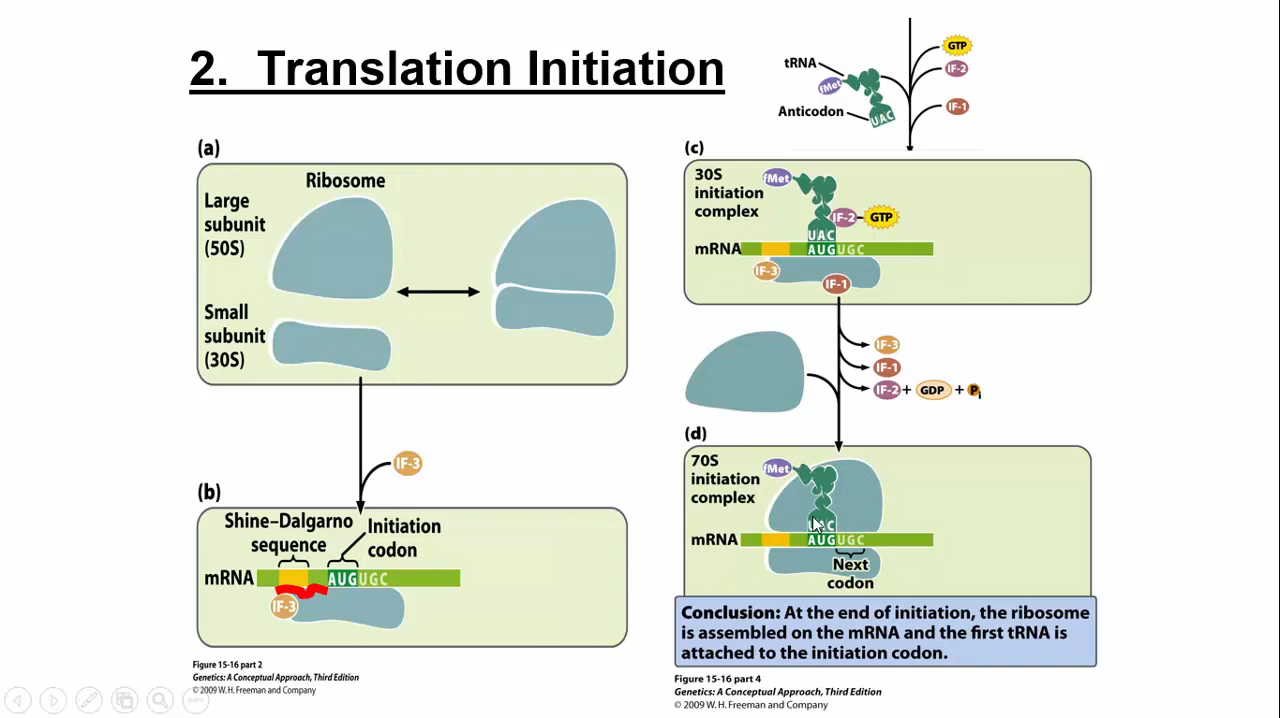 2. Translation Initiation
(a)
Ribosome
Large
subunit
(50S)
Small
subunit
(30S)
IF-3
(b)
Shine–Dalgarno
sequence
Initiation
codon
mRNA
AUGUGC
IF-3
Figure 15-16 part 2
Genetics: A Conceptual Approach, Third Edition
© 2009 W. H. Freeman and Company
GTP
tRNA
IF-2
fMet
IF-1
Anticodon
UAC
(c)
30S
initiation
complex
fMet
IF-2
GTP
UAC
mRNA
AUGUGC
IF-3
IF-1
IF-3
IF-1
IF-2 + GDP + Pi
(d)
70S
initiation
complex
fMet
UAC
mRNA
AUGUGC
Next
codon
Conclusion: At the end of initiation, the ribosome
is assembled on the mRNA and the first tRNA is
attached to the initiation codon.
Figure 15-16 part 4
Genetics: A Conceptual Approach, Third Edition
© 2009 W. H. Freeman and Company